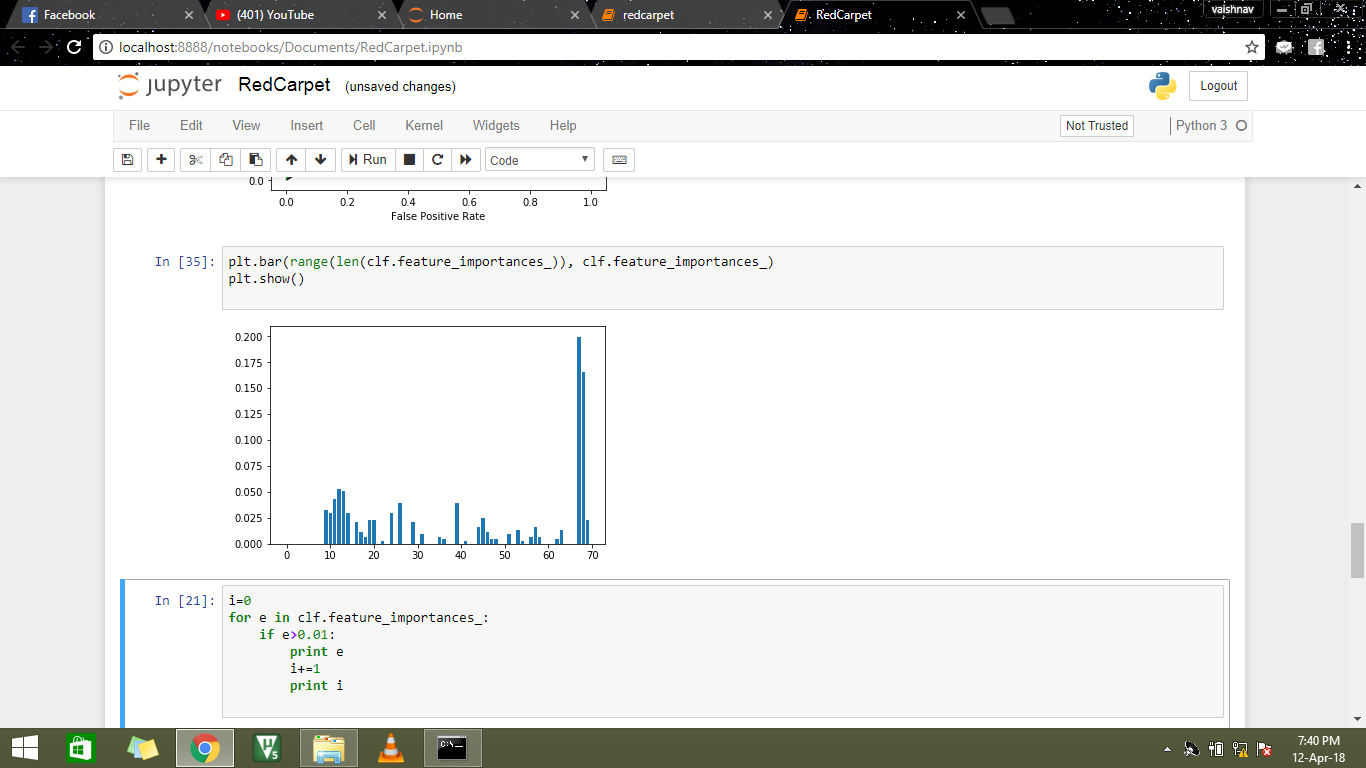 Facebook
(401) YouTube
Home
redcarpet
RedCarpet
vaishnav
localhost:8888/notebooks/Documents/RedCarpet.ipynb
jupyter RedCarpet (unsaved changes)
Logout
File Edit View Insert Cell Kernel Widgets Help
Not Trusted
Python 3
Run
Code
0.0
0.0 0.2 0.4 0.6 0.8 1.0
False Positive Rate
In [35]: plt.bar(range(len(clf.feature_importances_)), clf.feature_importances_)
plt.show()
0.200
0.175
0.150
0.125
0.100
0.075
0.050
0.025
0.000
0 10 20 30 40 50 60 70
In [21]: i=0
for e in clf.feature_importances_:
if e>0.01:
print e
i+=1
print i
C:\
5
7:40 PM
12-Apr-18